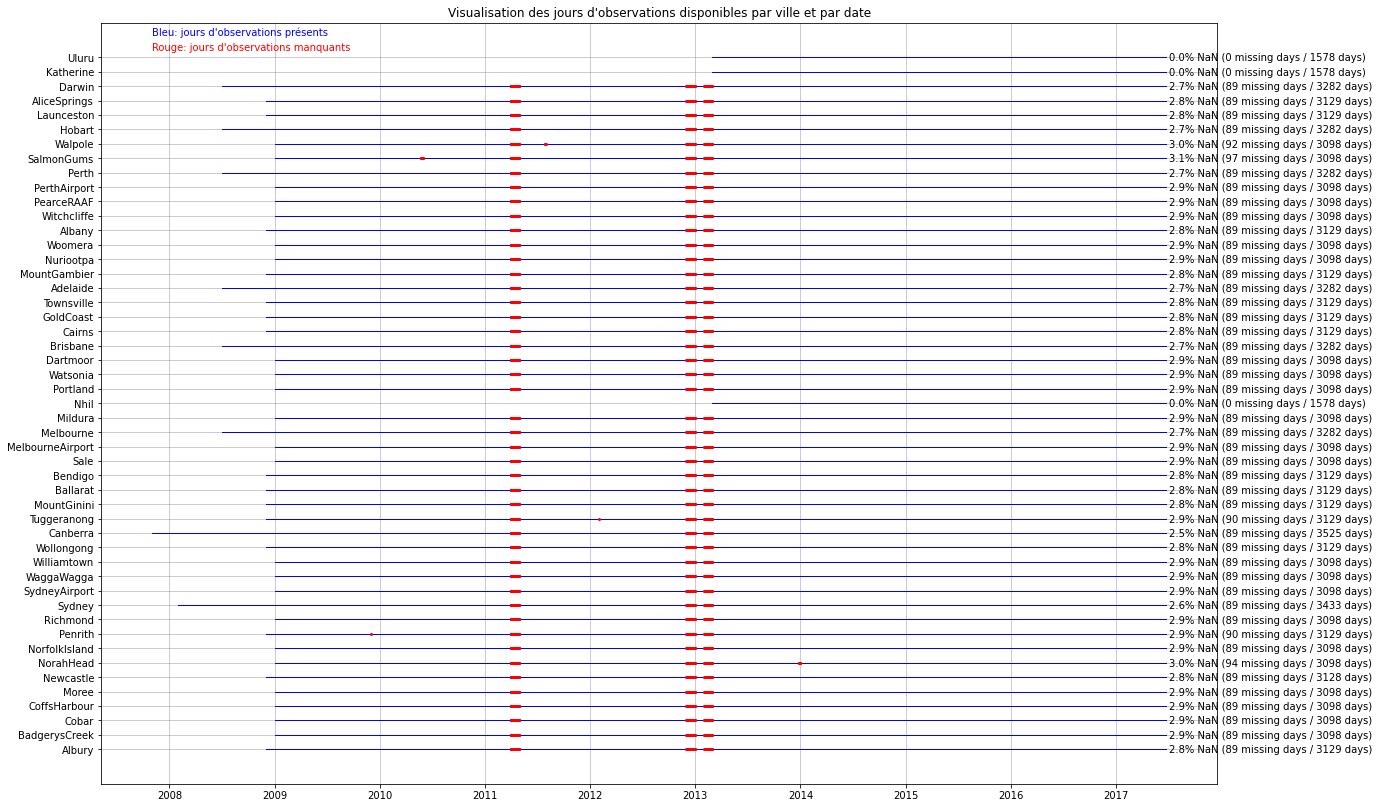 Visualisation des jours d'observations disponibles par ville et par date
Bleu: jours d'observations présents
Rouge: jours d'observations manquants
Uluru 0.0% NaN (0 missing days / 1578 days)
Katherine 0.0% NaN (0 missing days / 1578 days)
Darwin 2.7% NaN (89 missing days / 3282 days)
AliceSprings 2.8% NaN (89 missing days / 3129 days)
Launceston 2.8% NaN (89 missing days / 3129 days)
Hobart 2.7% NaN (89 missing days / 3282 days)
Walpole 3.0% NaN (92 missing days / 3098 days)
SalmonGums 3.1% NaN (97 missing days / 3098 days)
Perth 2.7% NaN (89 missing days / 3282 days)
PerthAirport 2.9% NaN (89 missing days / 3098 days)
PearceRAAF 2.9% NaN (89 missing days / 3098 days)
Witchcliffe 2.9% NaN (89 missing days / 3098 days)
Albany 2.8% NaN (89 missing days / 3129 days)
Woomera 2.9% NaN (89 missing days / 3098 days)
Nuriootpa 2.9% NaN (89 missing days / 3098 days)
MountGambier 2.8% NaN (89 missing days / 3129 days)
Adelaide 2.7% NaN (89 missing days / 3282 days)
Townsville 2.8% NaN (89 missing days / 3129 days)
GoldCoast 2.8% NaN (89 missing days / 3129 days)
Cairns 2.8% NaN (89 missing days / 3129 days)
Brisbane 2.7% NaN (89 missing days / 3282 days)
Dartmoor 2.9% NaN (89 missing days / 3098 days)
Watsonia 2.9% NaN (89 missing days / 3098 days)
Portland 2.9% NaN (89 missing days / 3098 days)
Nhil 0.0% NaN (0 missing days / 1578 days)
Mildura 2.9% NaN (89 missing days / 3098 days)
Melbourne 2.7% NaN (89 missing days / 3282 days)
MelbourneAirport 2.9% NaN (89 missing days / 3098 days)
Sale 2.9% NaN (89 missing days / 3098 days)
Bendigo 2.8% NaN (89 missing days / 3129 days)
Ballarat 2.8% NaN (89 missing days / 3129 days)
MountGinini 2.8% NaN (89 missing days / 3129 days)
Tuggeranong 2.9% NaN (90 missing days / 3129 days)
Canberra 2.5% NaN (89 missing days / 3525 days)
Wollongong 2.8% NaN (89 missing days / 3129 days)
Williamtown 2.9% NaN (89 missing days / 3098 days)
WaggaWagga 2.9% NaN (89 missing days / 3098 days)
SydneyAirport 2.9% NaN (89 missing days / 3098 days)
Sydney 2.6% NaN (89 missing days / 3433 days)
Richmond 2.9% NaN (89 missing days / 3098 days)
Penrith 2.9% NaN (90 missing days / 3129 days)
NorfolkIsland 2.9% NaN (89 missing days / 3098 days)
NorahHead 3.0% NaN (94 missing days / 3098 days)
Newcastle 2.8% NaN (89 missing days / 3128 days)
Moree 2.9% NaN (89 missing days / 3098 days)
CoffsHarbour 2.9% NaN (89 missing days / 3098 days)
Cobar 2.9% NaN (89 missing days / 3098 days)
BadgerysCreek 2.9% NaN (89 missing days / 3098 days)
Albury 2.8% NaN (89 missing days / 3129 days)
2008 2009 2010 2011 2012 2013 2014 2015 2016 2017